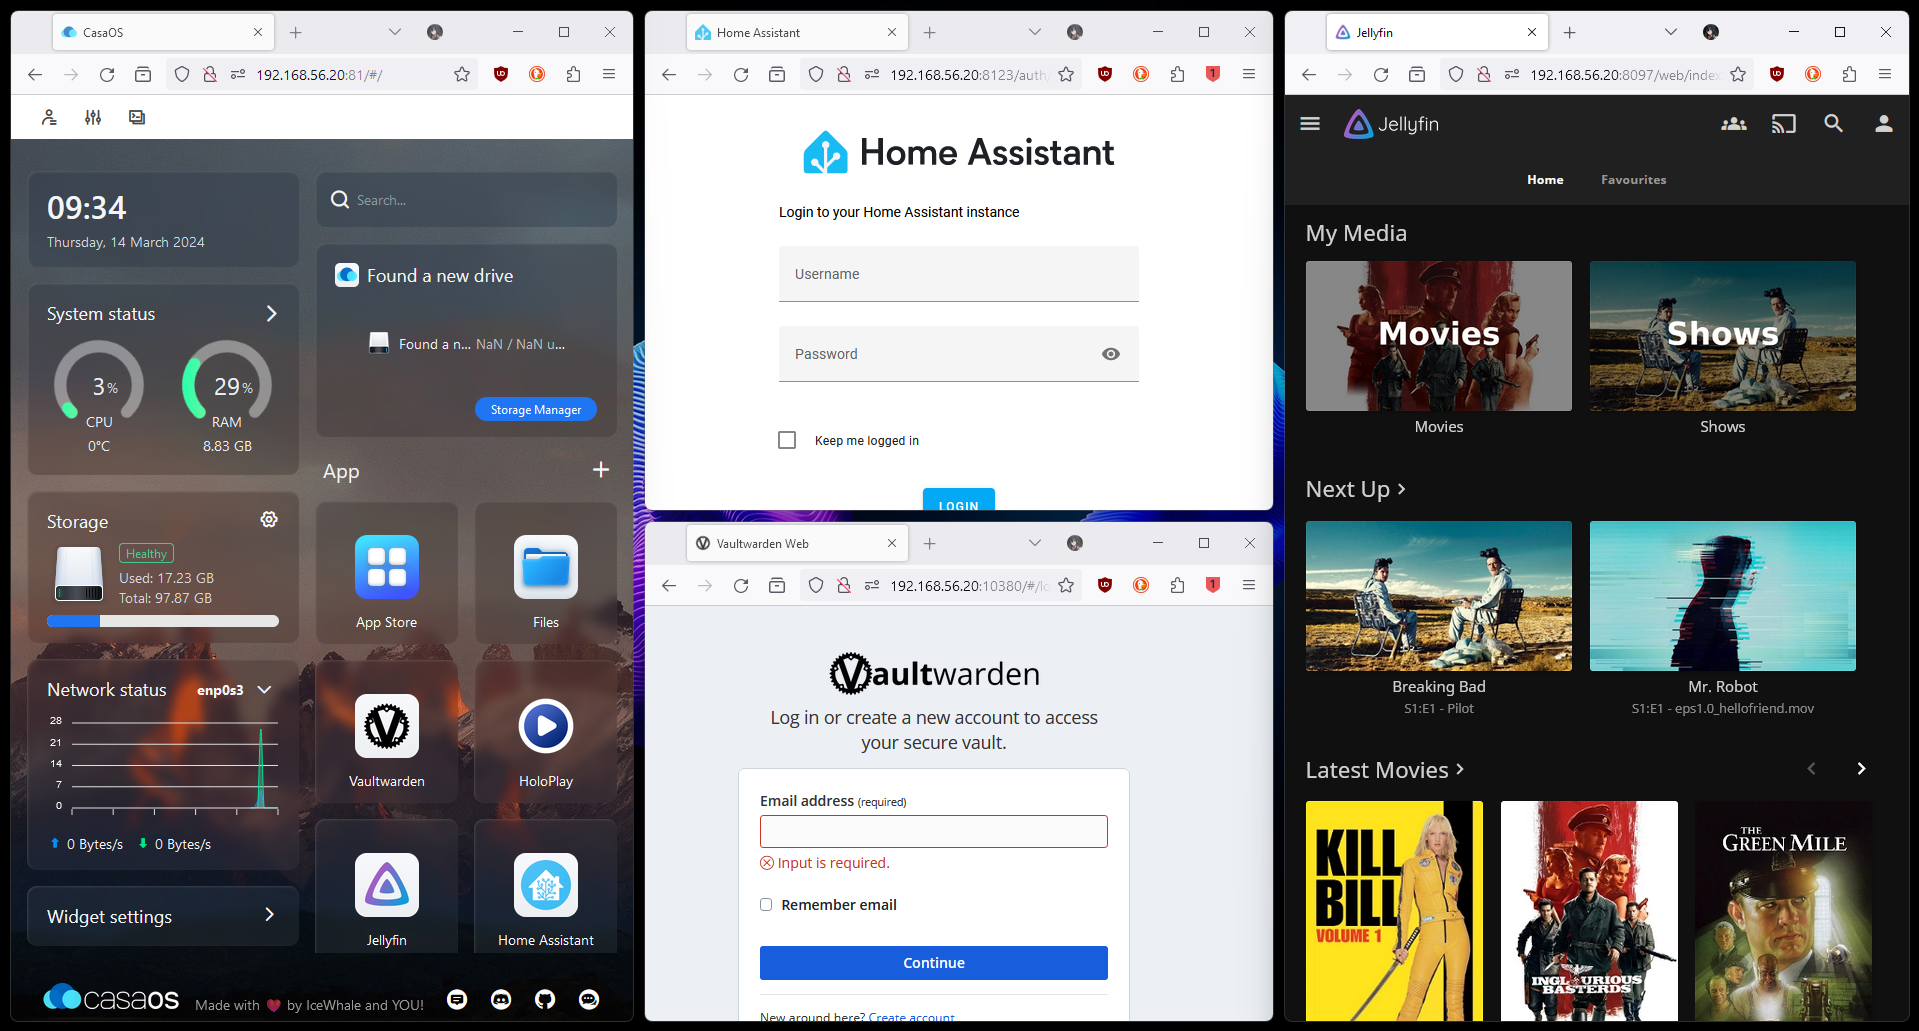 CasaOS
192.168.56.20:81/#/
09:34
Thursday, 14 March 2024
System status
3%
CPU
0°C
29%
RAM
8.83 GB
Storage
Healthy
Used: 17.23 GB
Total: 97.87 GB
Network status enp0s3
28
21
14
7
0
0 Bytes/s 0 Bytes/s
Widget settings
Search...
Found a new drive
Found a n... NaN / NaN u...
Storage Manager
App
App Store
Files
Vaultwarden
HoloPlay
Jellyfin
Home Assistant
casaOS
Made with by IceWhale and YOU!
Home Assistant
192.168.56.20:8123/auth
1
Home Assistant
Login to your Home Assistant instance
Username
Password
Keep me logged in
LOGIN
Vaultwarden Web
192.168.56.20:10380/#/lo
1
Vaultwarden
Log in or create a new account to access
your secure vault.
Email address (required)
Input is required.
Remember email
Continue
New around here? Create account
Jellyfin
192.168.56.20:8097/web/index
Jellyfin
Home Favourites
My Media
Movies
Movies
Shows
Shows
Next Up
Breaking Bad
S1:E1 - Pilot
Mr. Robot
S1:E1 - eps1.0_hellofriend.mov
Latest Movies
KILL
BILL
VOLUME 1
INGLOURIOUS
BASTERDS
THE
GREEN MILE